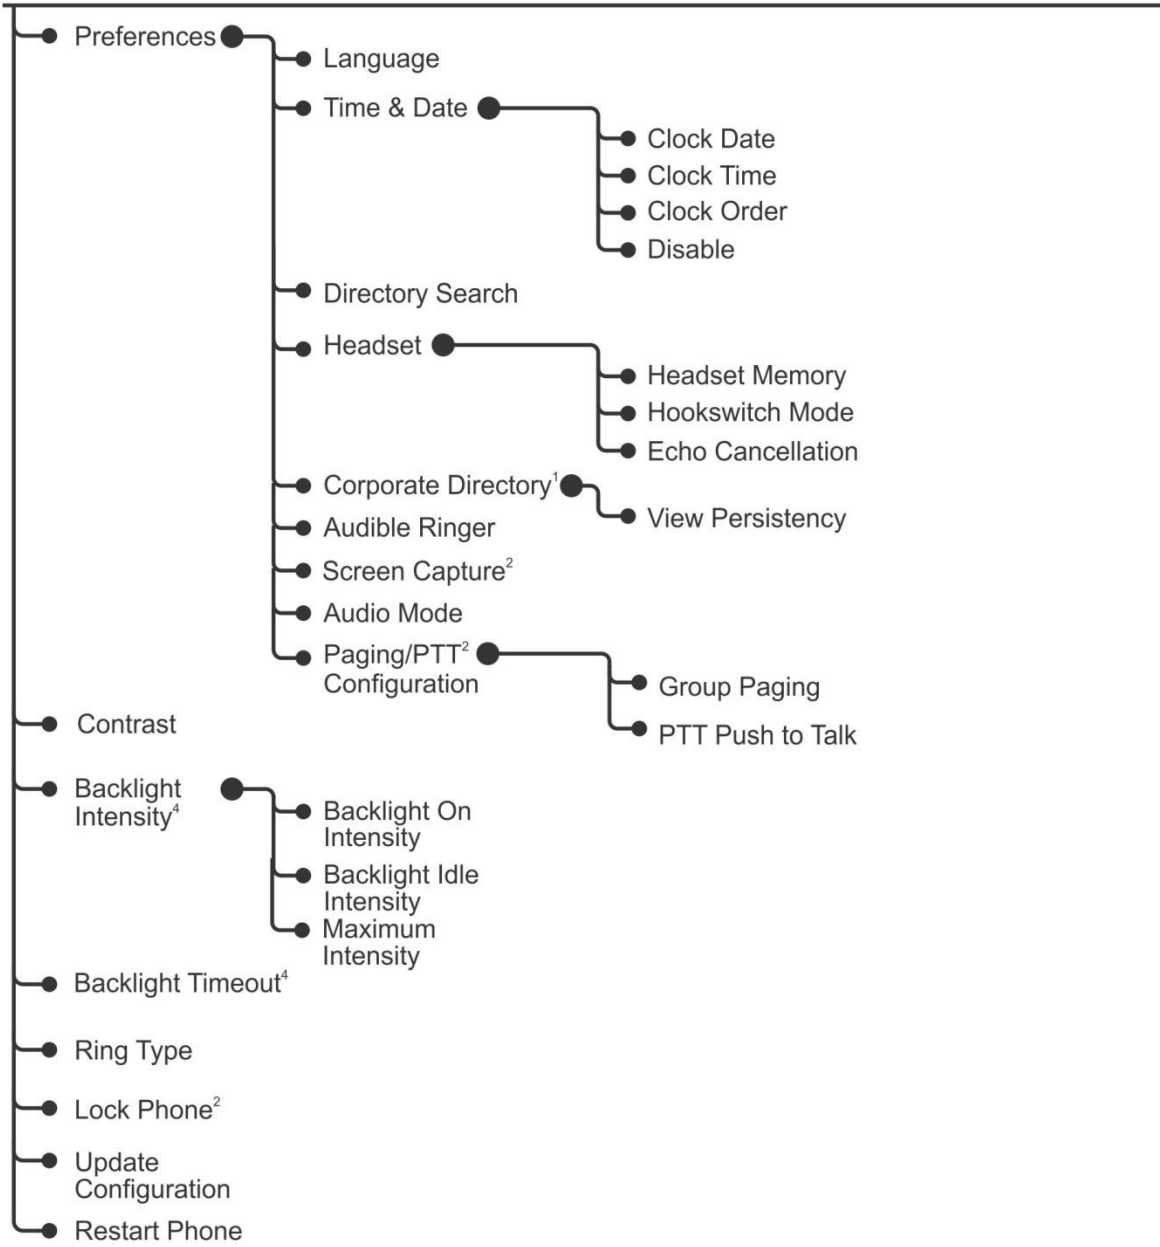 Preferences
Language
Time & Date
Clock Date
Clock Time
Clock Order
Disable
Directory Search
Headset
Headset Memory
Hookswitch Mode
Echo Cancellation
Corporate Directory¹
View Persistency
Audible Ringer
Screen Capture²
Audio Mode
Paging/PTT²
Configuration
Group Paging
PTT Push to Talk
Contrast
Backlight
Intensity⁴
Backlight On
Intensity
Backlight Idle
Intensity
Maximum
Intensity
Backlight Timeout⁴
Ring Type
Lock Phone²
Update
Configuration
Restart Phone